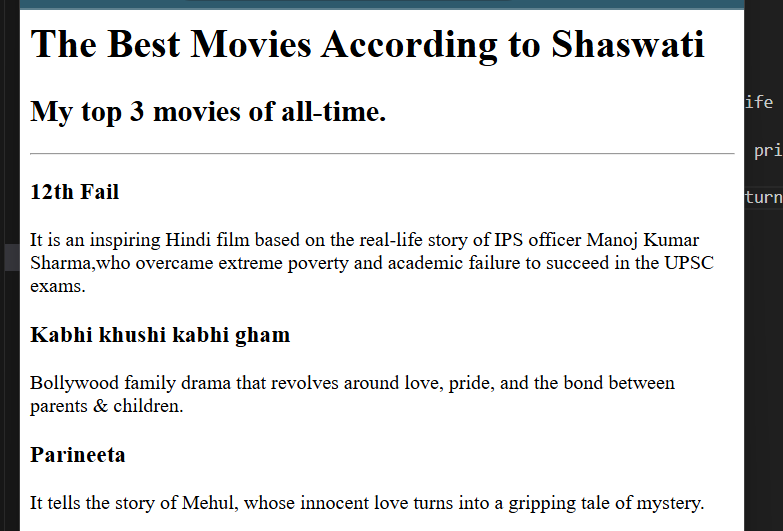 The Best Movies According to Shaswati
My top 3 movies of all-time.
12th Fail
It is an inspiring Hindi film based on the real-life story of IPS officer Manoj Kumar
Sharma,who overcame extreme poverty and academic failure to succeed in the UPSC
exams.
Kabhi khushi kabhi gham
Bollywood family drama that revolves around love, pride, and the bond between
parents & children.
Parineeta
It tells the story of Mehul, whose innocent love turns into a gripping tale of mystery.
ife
pri
turn